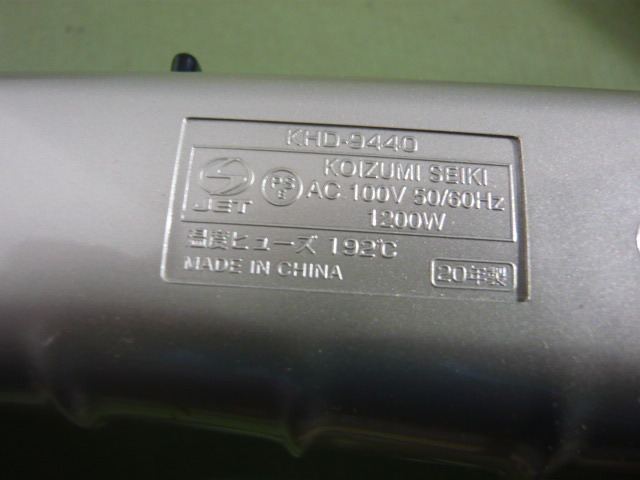 KHD-9440
KOIZUMI SEIKI
JET
PS
E
AC 100V 50/60Hz
1200W
温度ヒューズ 192℃
MADE IN CHINA
20年製